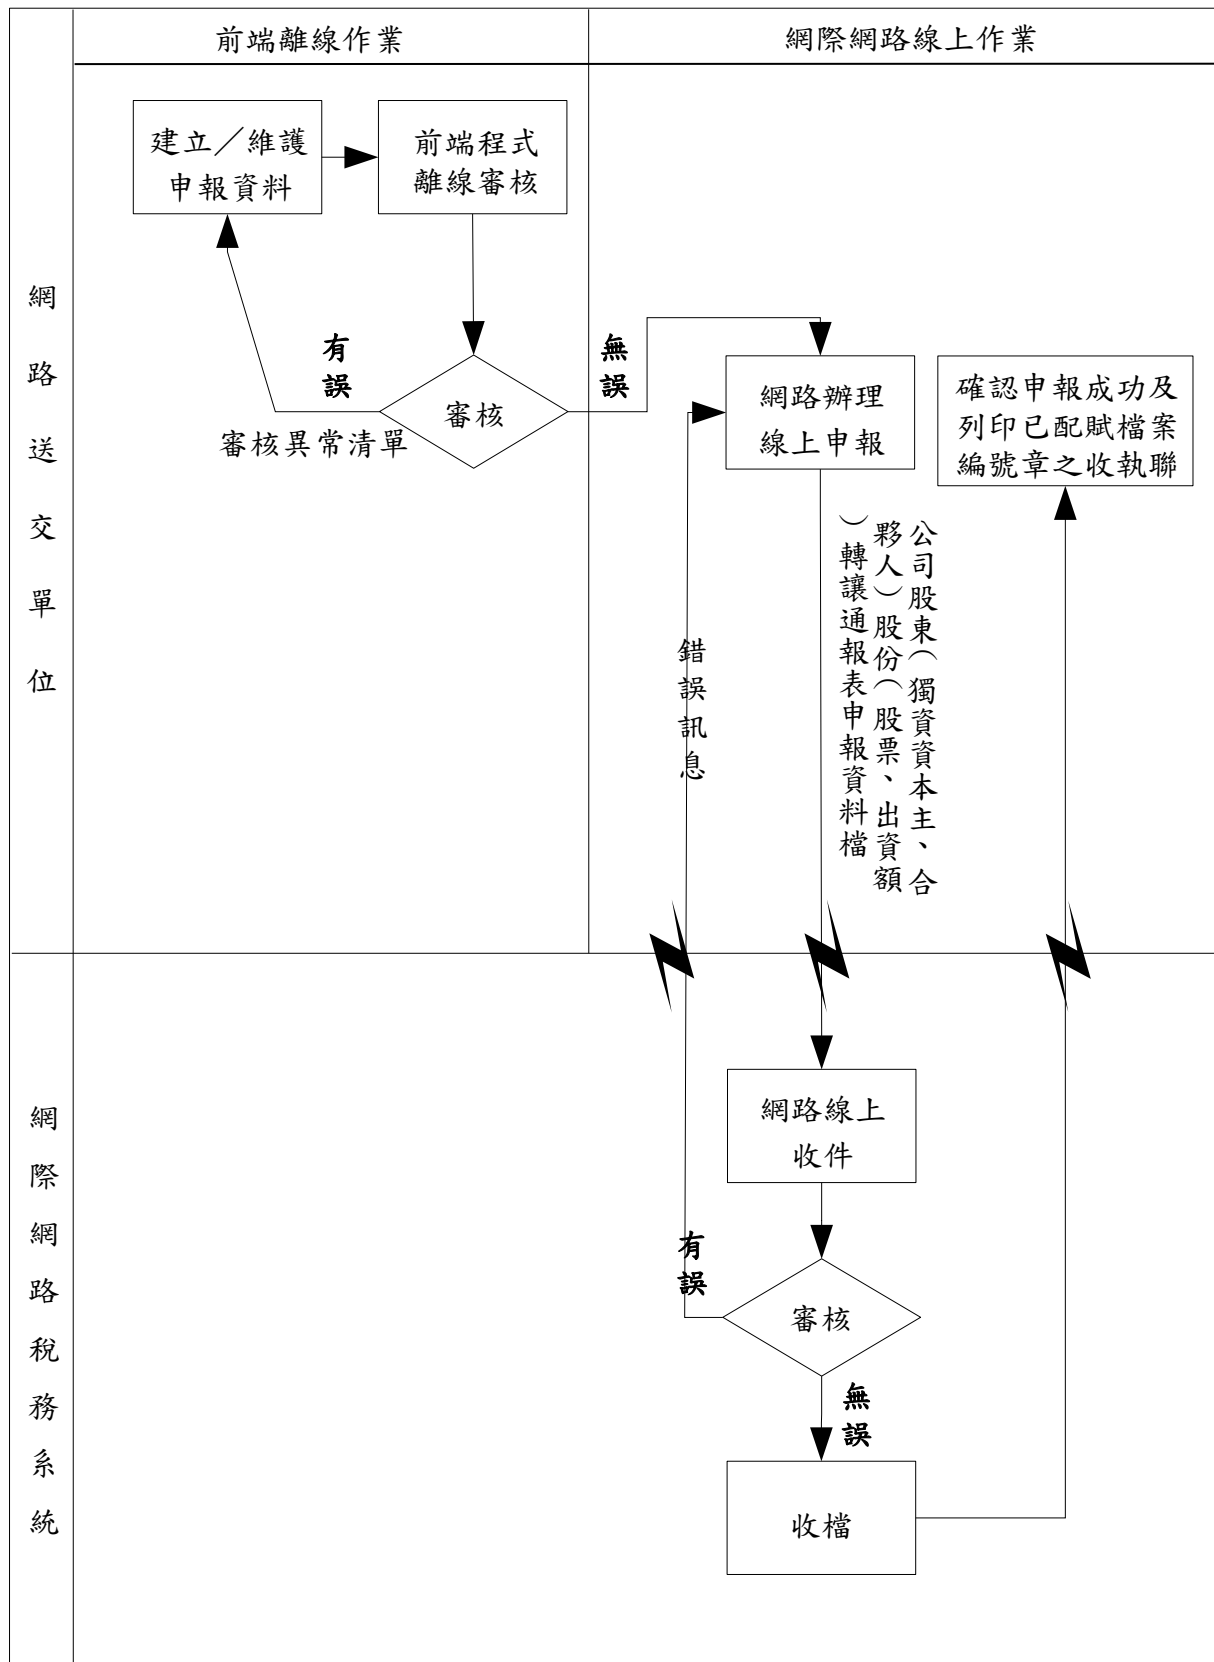 前端離線作業
網際網路線上作業
網路送交單位
建立／維護
申報資料
前端程式
離線審核
有誤
無誤
審核
審核異常清單
網路辦理
線上申報
確認申報成功及
列印已配賦檔案
編號章之收執聯
公司股東（獨資資本主、合
夥人）股份（股票、出資額
）轉讓通報表申報資料檔
錯誤訊息
網際網路稅務系統
網路線上
收件
有誤
審核
無誤
收檔